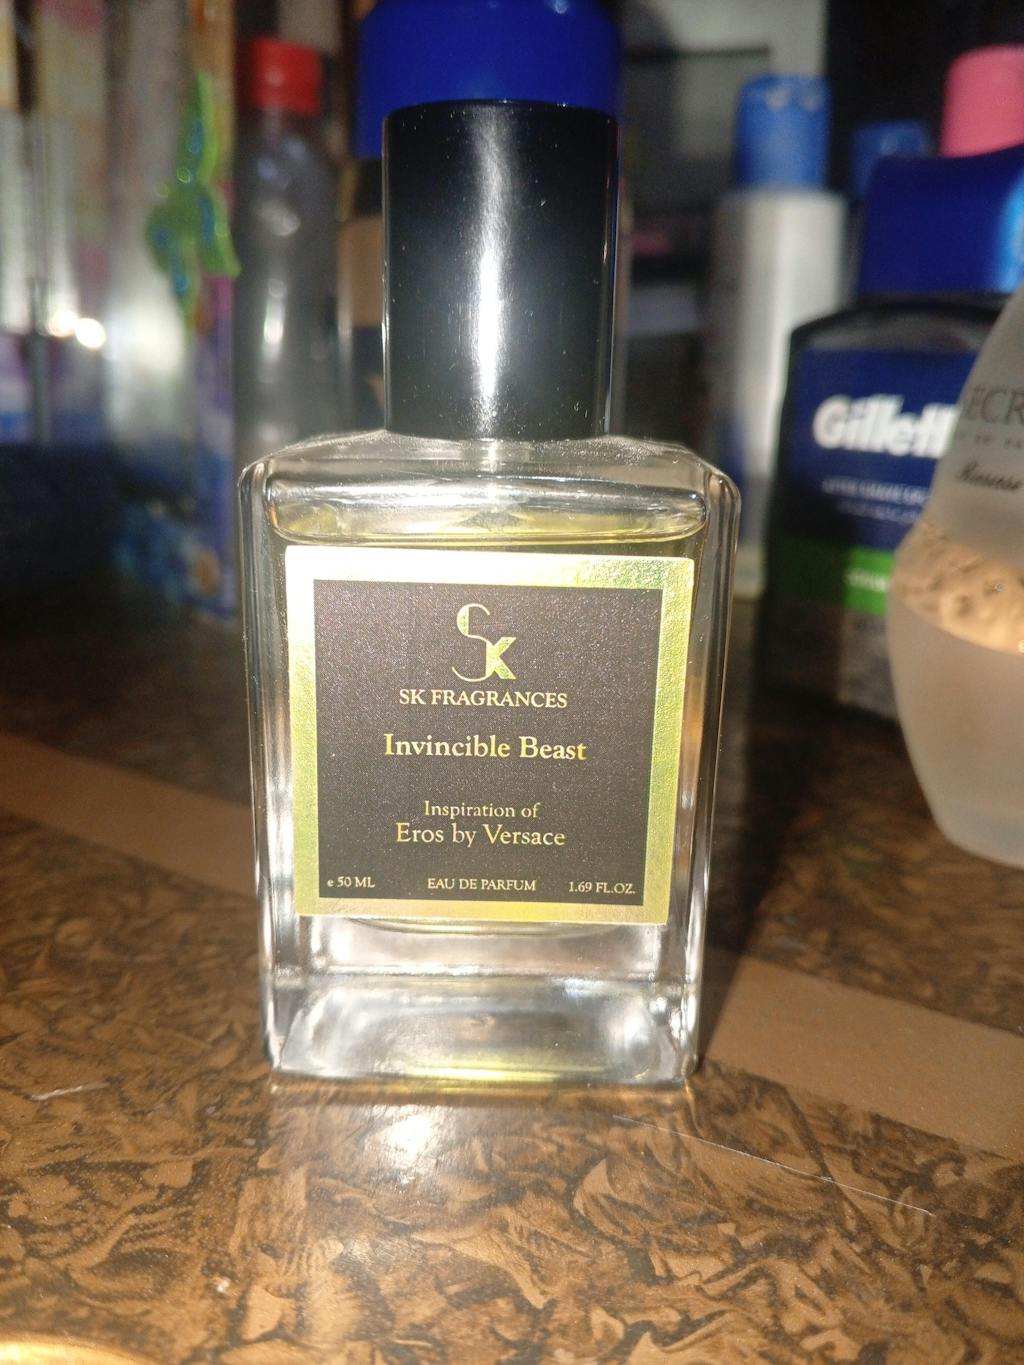 SK
SK FRAGRANCES
Invincible Beast
Inspiration of
Eros by Versace
e 50 ML EAU DE PARFUM 1.69 FL.OZ.
Gillett